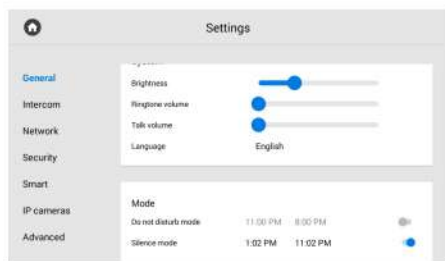 Settings
General
Intercom
Network
Security
Smart
IP cameras
Advanced
Brightness
Ringtone volume
Talk volume
Language English
Mode
Do not disturb mode 11:00 PM 8:00 PM
Silence mode 1:02 PM 11:02 PM